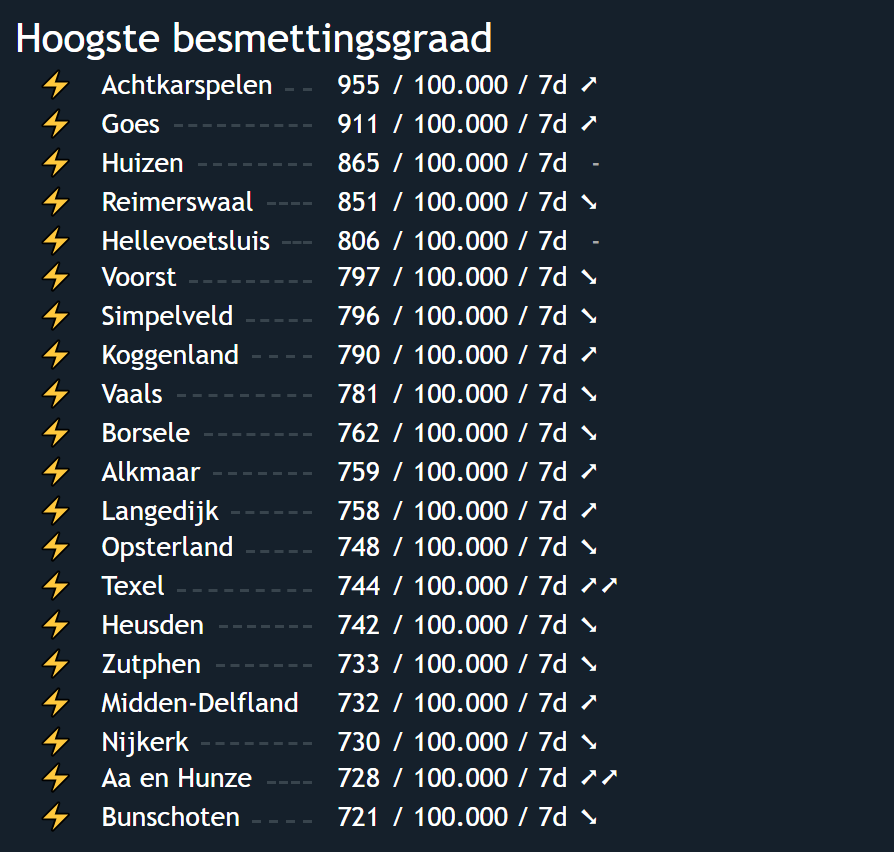 Hoogste besmettingsgraad
⚡ Achtkarspelen -- 955 / 100.000 / 7d ➚
⚡ Goes ---------- 911 / 100.000 / 7d ➚
⚡ Huizen -------- 865 / 100.000 / 7d -
⚡ Reimerswaal ---- 851 / 100.000 / 7d ➘
⚡ Hellevoetsluis --- 806 / 100.000 / 7d -
⚡ Voorst --------- 797 / 100.000 / 7d ➘
⚡ Simpelveld ----- 796 / 100.000 / 7d ➘
⚡ Koggenland ---- 790 / 100.000 / 7d ➚
⚡ Vaals --------- 781 / 100.000 / 7d ➘
⚡ Borsele -------- 762 / 100.000 / 7d ➘
⚡ Alkmaar ------- 759 / 100.000 / 7d ➚
⚡ Langedijk ------ 758 / 100.000 / 7d ➚
⚡ Opsterland ----- 748 / 100.000 / 7d ➘
⚡ Texel --------- 744 / 100.000 / 7d ➚➚
⚡ Heusden ------- 742 / 100.000 / 7d ➘
⚡ Zutphen ------- 733 / 100.000 / 7d ➘
⚡ Midden-Delfland 732 / 100.000 / 7d ➚
⚡ Nijkerk -------- 730 / 100.000 / 7d ➘
⚡ Aa en Hunze ---- 728 / 100.000 / 7d ➚➚
⚡ Bunschoten ---- 721 / 100.000 / 7d ➘